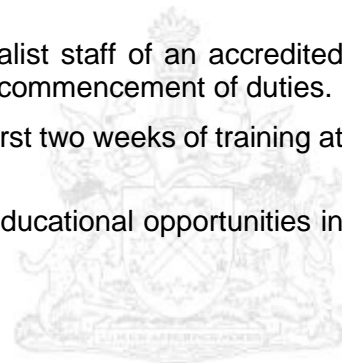 alist staff of an accredited
commencement of duties.
rst two weeks of training at
ducational opportunities in